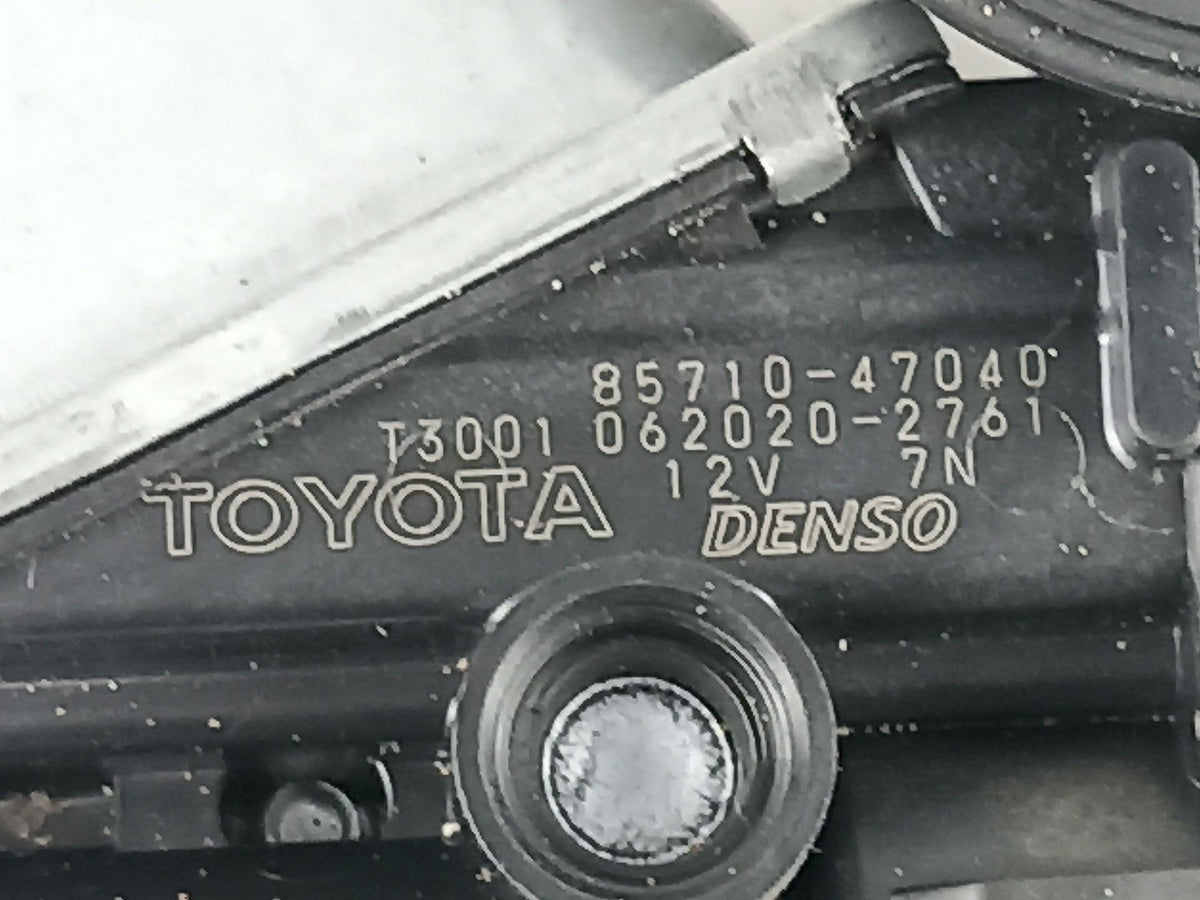 85710-47040
T3001 062020-2761
12V 7N
TOYOTA DENSO